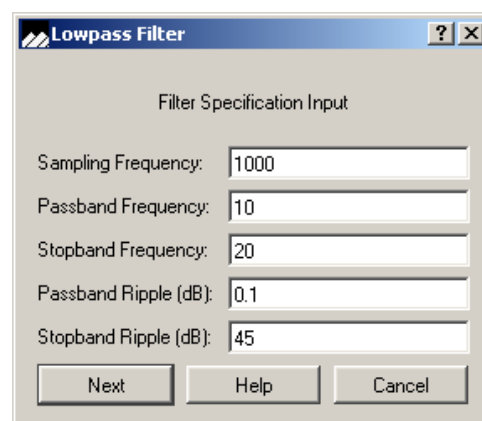 Lowpass Filter
Filter Specification Input
Sampling Frequency: 1000
Passband Frequency: 10
Stopband Frequency: 20
Passband Ripple (dB): 0.1
Stopband Ripple (dB): 45
Next Help Cancel